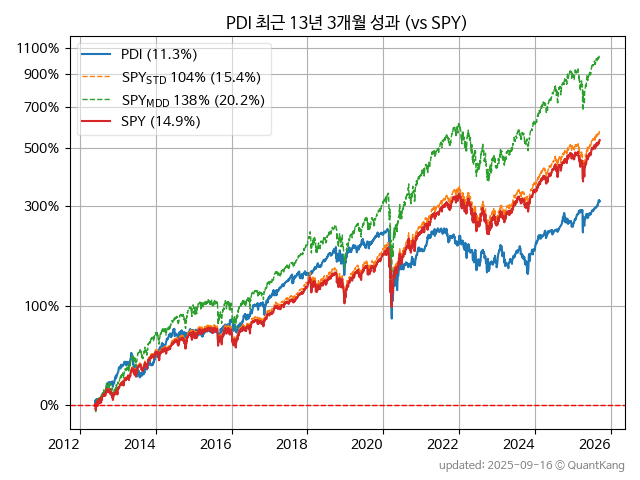 PDI 최근 13년 3개월 성과 (vs SPY)
PDI (11.3%)
SPY_STD 104% (15.4%)
SPY_MDD 138% (20.2%)
SPY (14.9%)
1100%
900%
700%
500%
300%
100%
0%
2012 2014 2016 2018 2020 2022 2024 2026
updated: 2025-09-16 © QuantKang